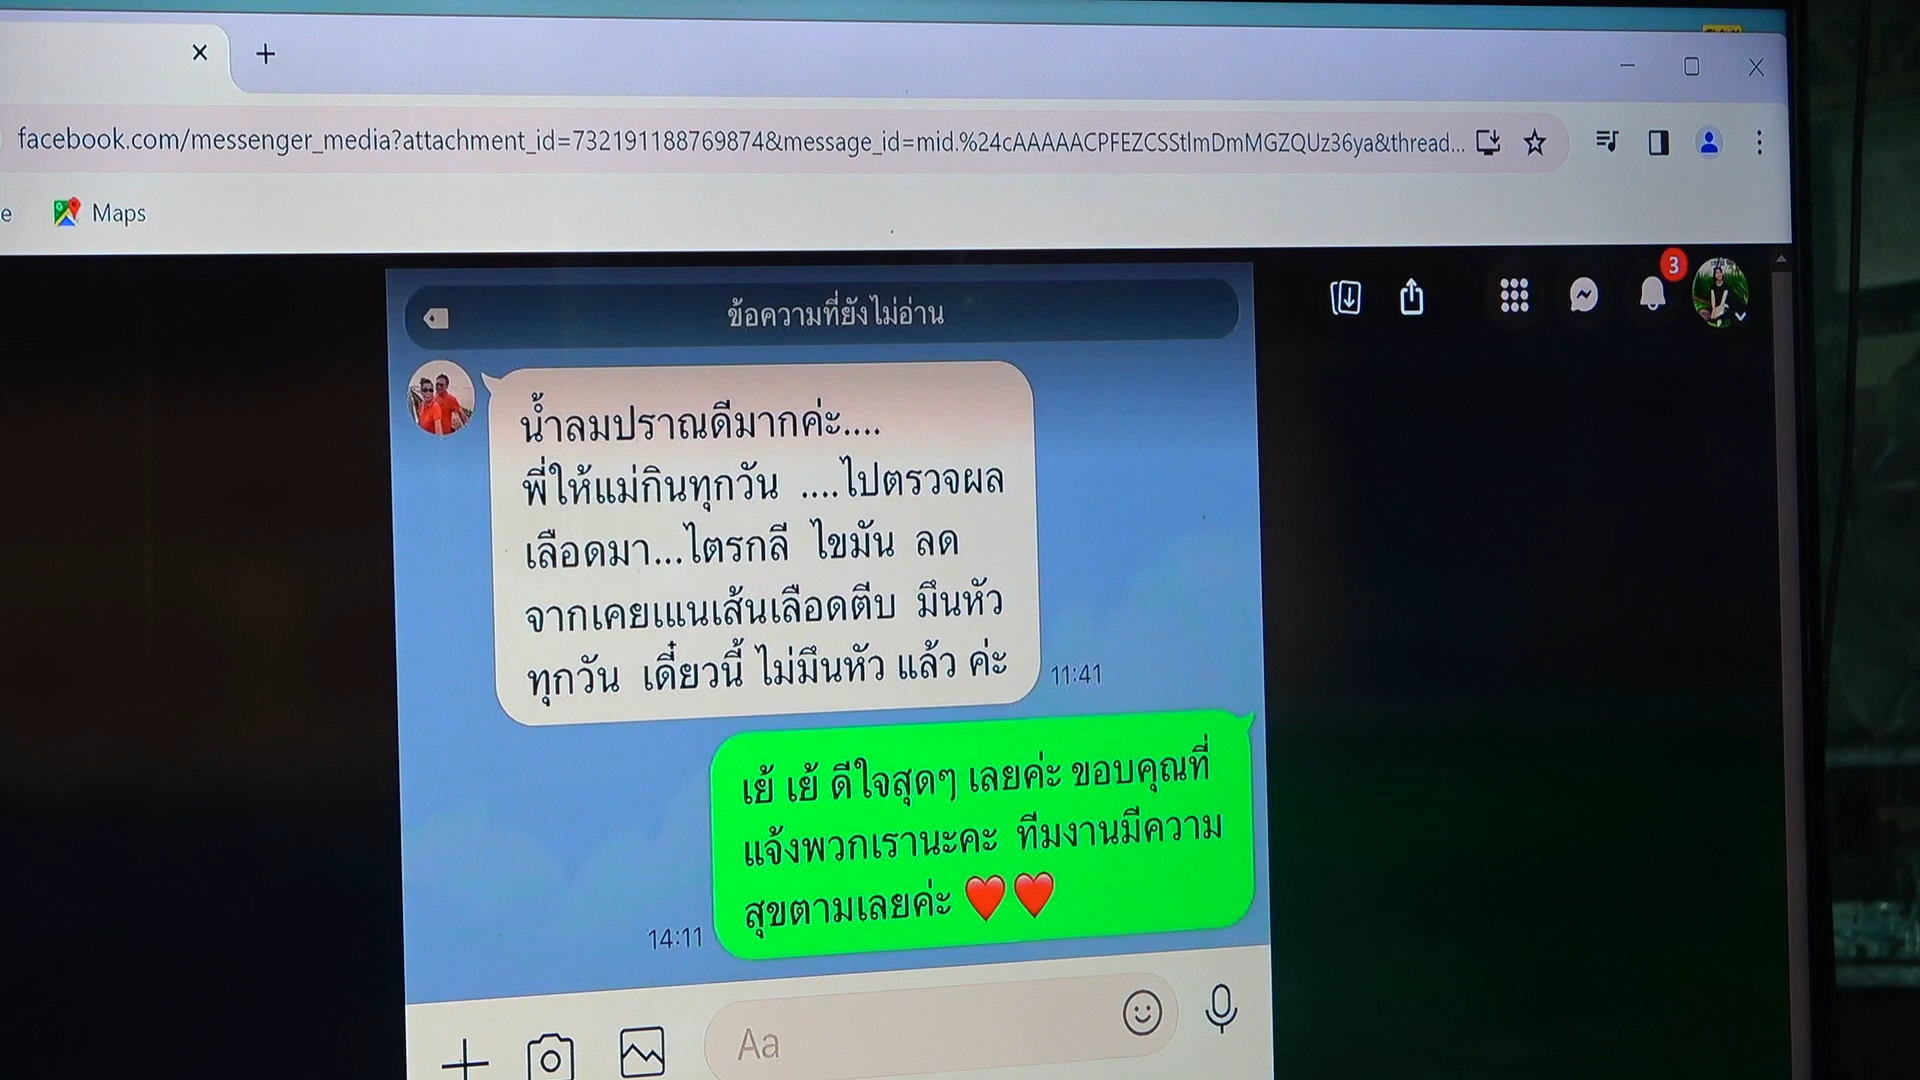 facebook.com/messenger_media?attachment_id=7321911888769874&message_id=mid.%24cAAAAACPFEZCSStlmDmMGZQUz36ya&thread...
e Maps
3
ข้อความที่ยังไม่อ่าน
น้ำลมปราณดีมากค่ะ....
พี่ให้แม่กินทุกวัน ....ไปตรวจผล
เลือดมา...ไตรกลี ไขมัน ลด
จากเคยแนเส้นเลือดตีบ มึนหัว
ทุกวัน เดี๋ยวนี้ ไม่มึนหัว แล้ว ค่ะ
11:41
เย้ เย้ ดีใจสุดๆ เลยค่ะ ขอบคุณที่
แจ้งพวกเรานะคะ ทีมงานมีความ
สุขตามเลยค่ะ ❤️❤️
14:11
Aa